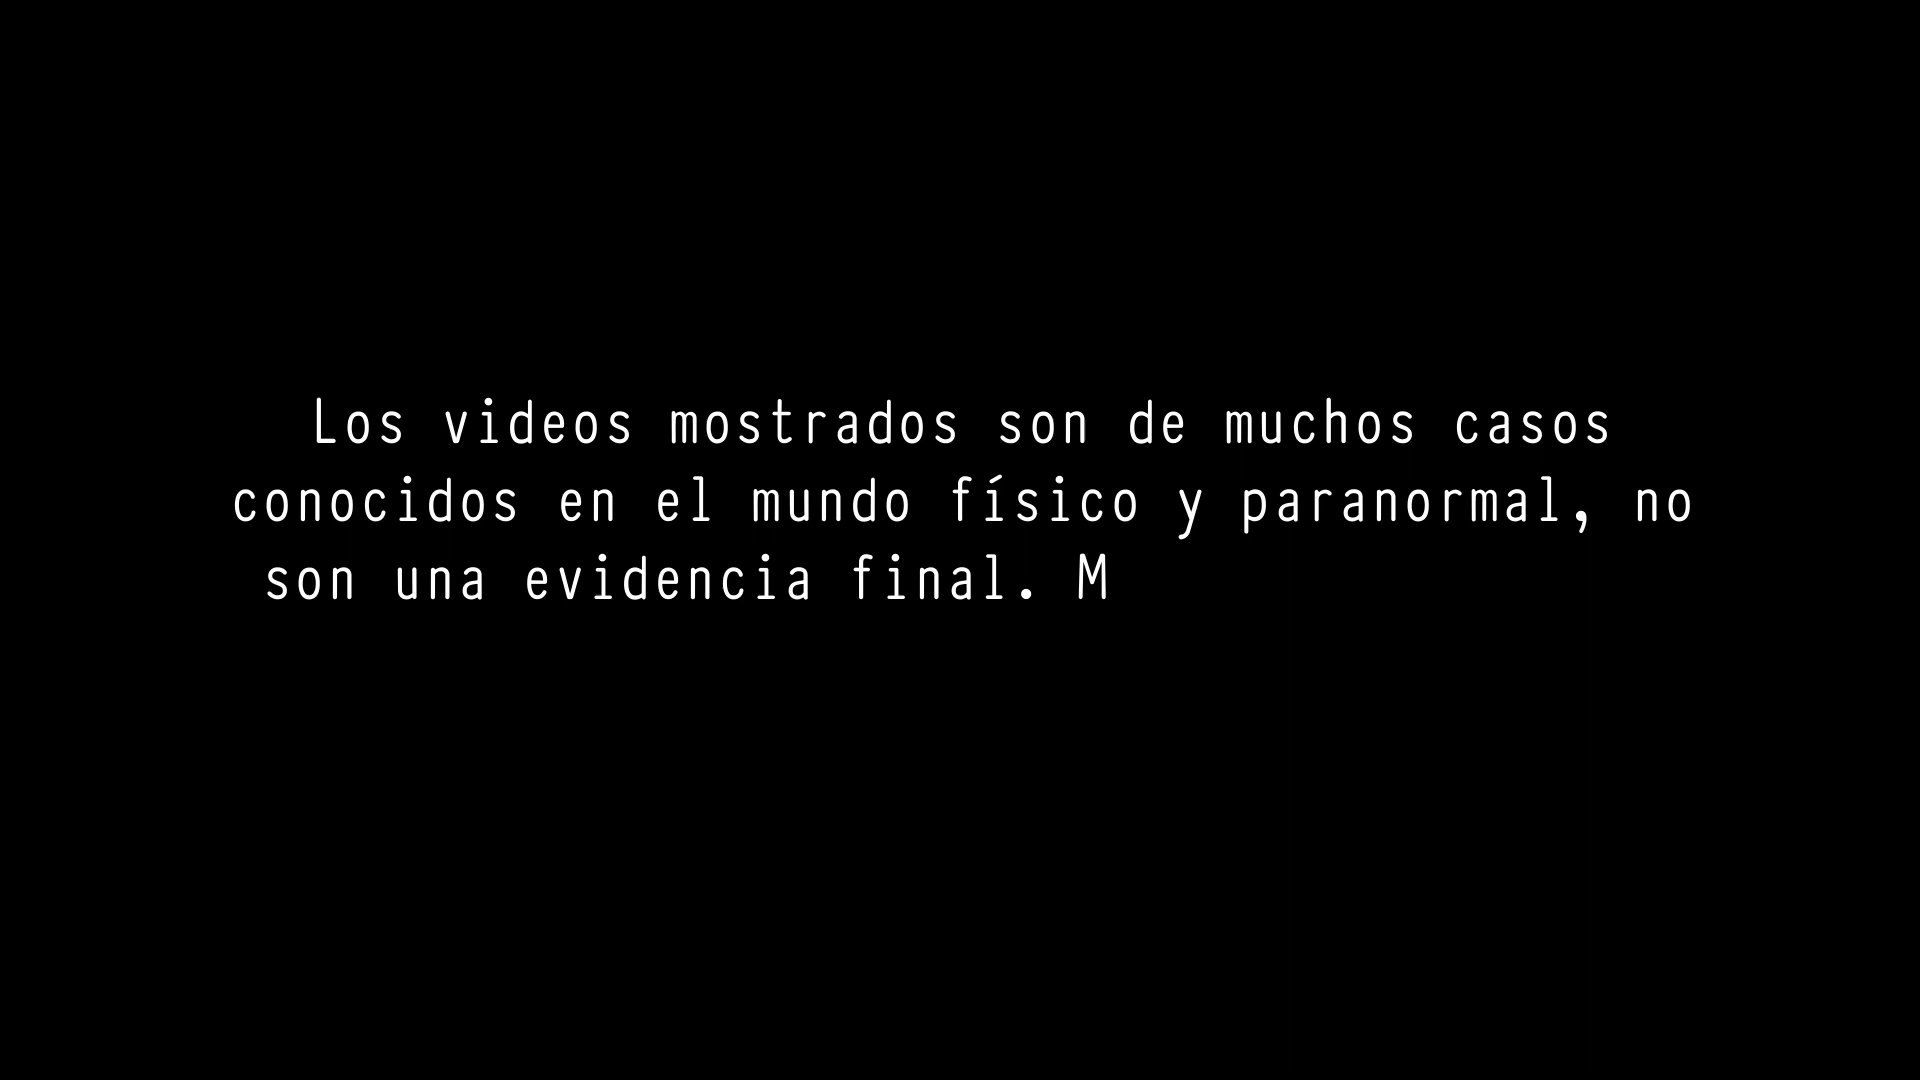 Los videos mostrados son de muchos casos
conocidos en el mundo físico y paranormal, no
son una evidencia final. M